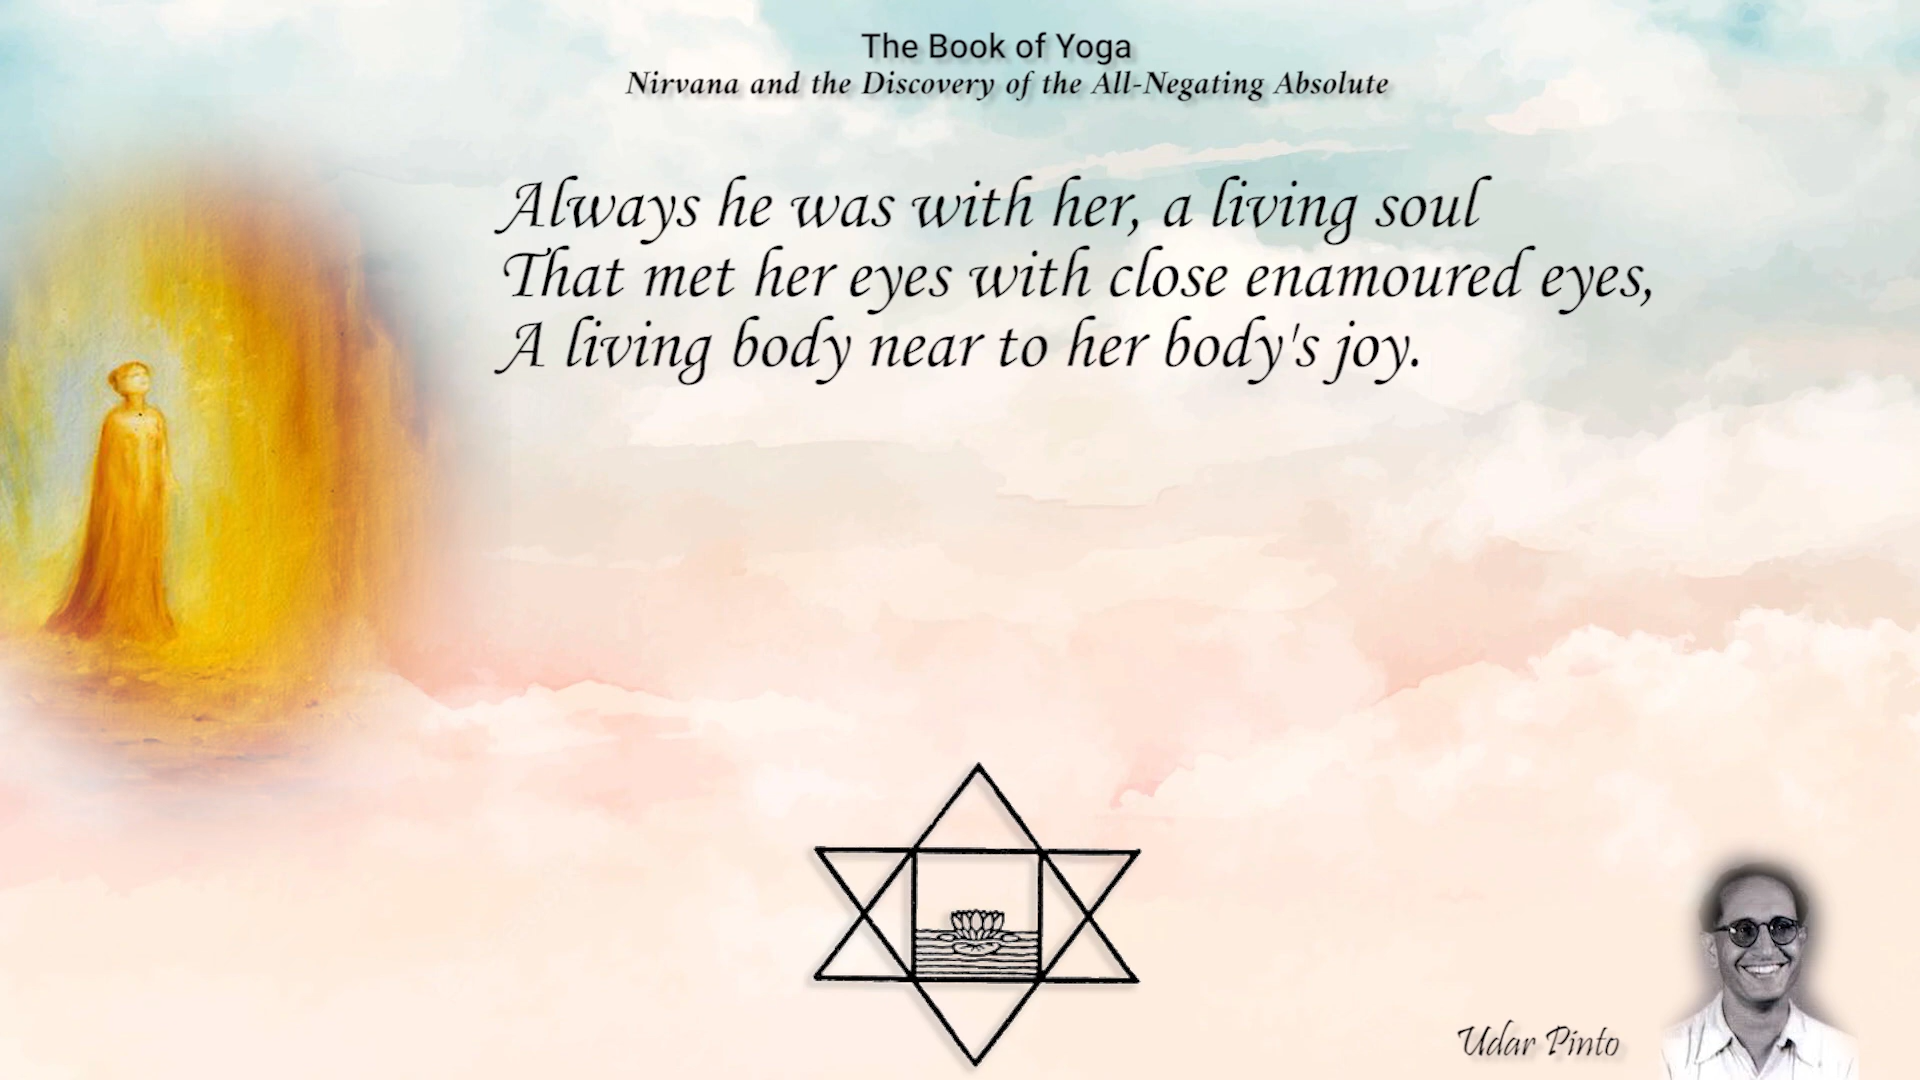 The Book of Yoga
Nirvana and the Discovery of the All-Negating Absolute
Always he was with her, a living soul
That met her eyes with close enamoured eyes,
A living body near to her body's joy.
Udar Pinto